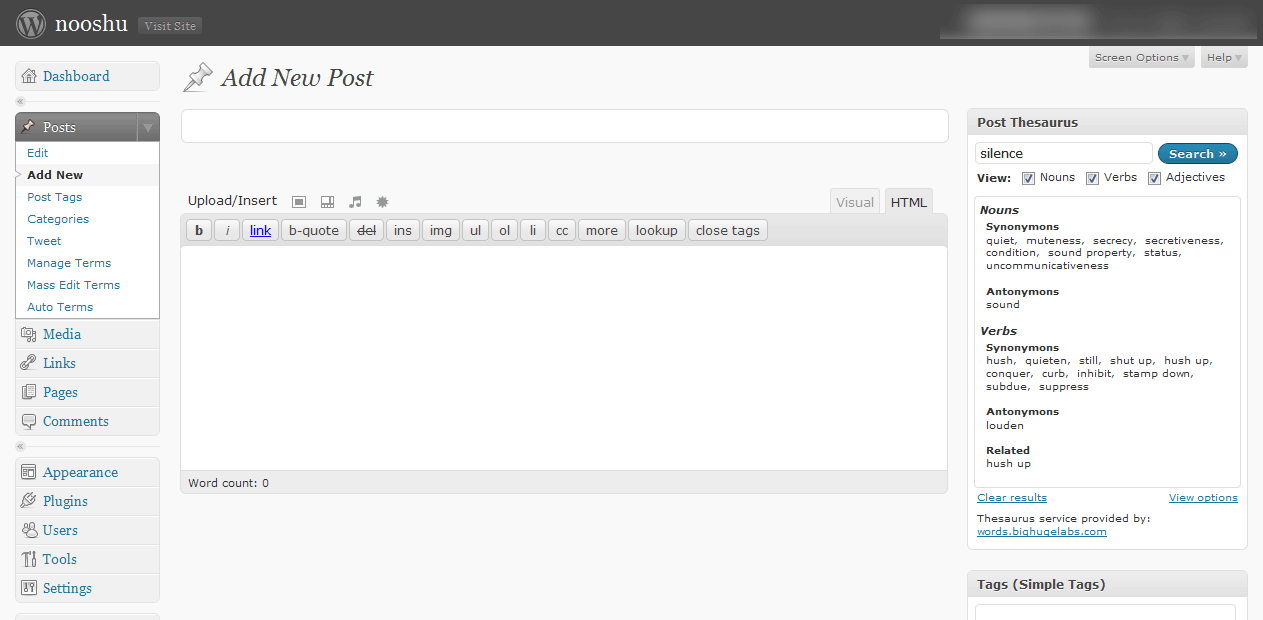 nooshu Visit Site
Screen Options Help
Dashboard
Posts
Edit
Add New
Post Tags
Categories
Tweet
Manage Terms
Mass Edit Terms
Auto Terms
Media
Links
Pages
Comments
Appearance
Plugins
Users
Tools
Settings
Add New Post
Upload/Insert
Visual HTML
b i link b-quote del ins img ul ol li cc more lookup close tags
Word count: 0
Post Thesaurus
silence Search »
View: Nouns Verbs Adjectives
Nouns
Synonyms
quiet, muteness, secrecy, secretiveness,
condition, sound property, status,
uncommunicativeness
Antonyms
sound
Verbs
Synonyms
hush, quieten, still, shut up, hush up,
conquer, curb, inhibit, stamp down,
subdue, suppress
Antonyms
louden
Related
hush up
Clear results View options
Thesaurus service provided by:
words.bighugelabs.com
Tags (Simple Tags)